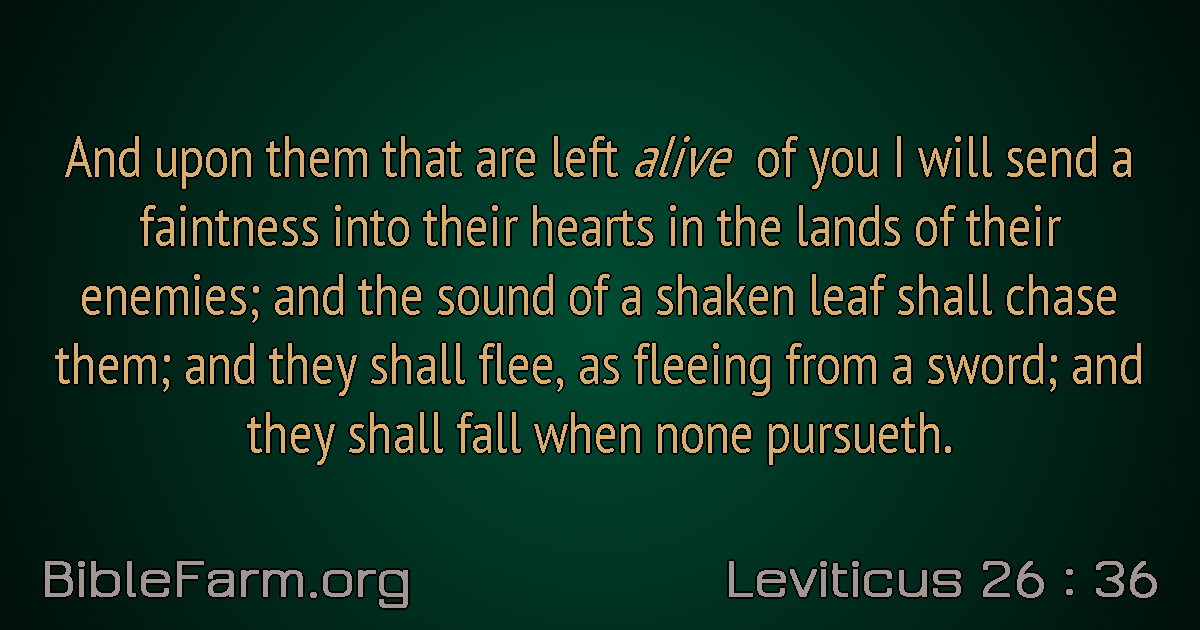 And upon them that are left alive of you I will send a
faintness into their hearts in the lands of their
enemies; and the sound of a shaken leaf shall chase
them; and they shall flee, as fleeing from a sword; and
they shall fall when none pursueth.
BibleFarm.org
Leviticus 26 : 36